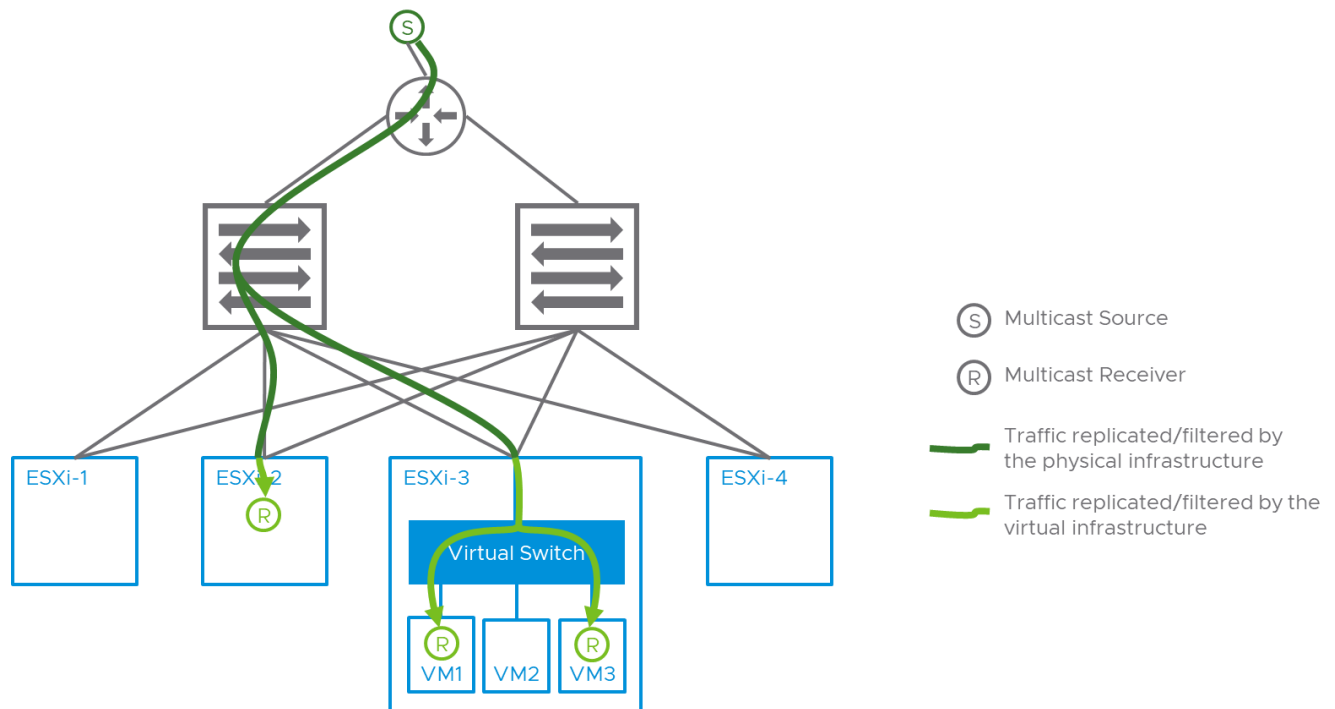 S
ESXi-1
ESXi-2
ESXi-3
ESXi-4
R
Virtual Switch
R
R
VM1
VM2
VM3
S
Multicast Source
R
Multicast Receiver
Traffic replicated/filtered by
the physical infrastructure
Traffic replicated/filtered by the
virtual infrastructure